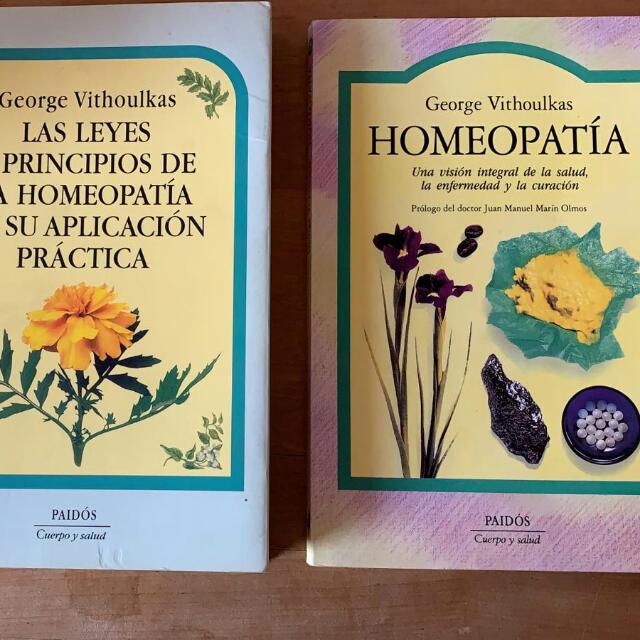 George Vithoulkas
LAS LEYES
PRINCIPIOS DE
A HOMEOPATÍA
SU APLICACIÓN
PRÁCTICA
PAIDÓS
Cuerpo y salud
George Vithoulkas
HOMEOPATÍA
Una visión integral de la salud,
la enfermedad y la curación
Prólogo del doctor Juan Manuel Marín Olmos
PAIDÓS
Cuerpo y salud